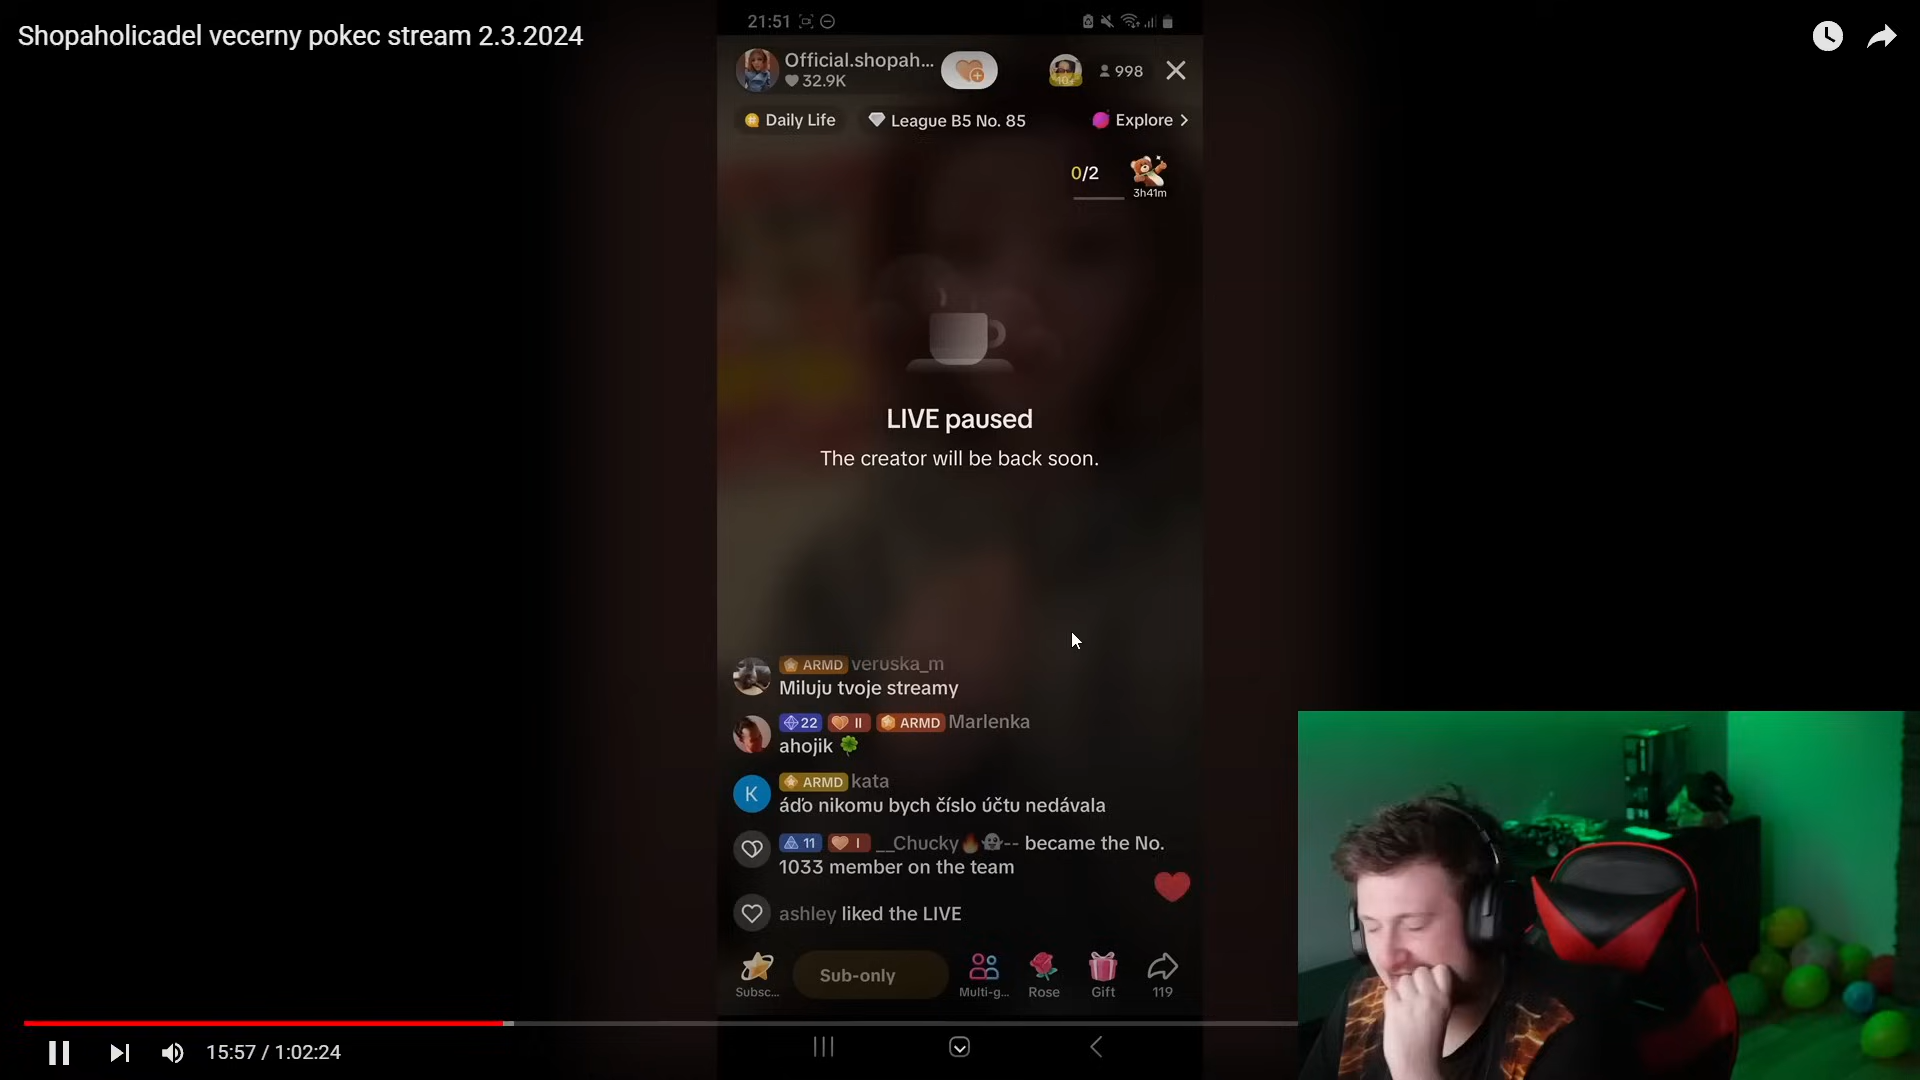 Shopaholicadel vecerny pokec stream 2.3.2024
21:51
Official.shopah...
32.9K
998
Daily Life
League B5 No. 85
Explore
0/2
3h41m
LIVE paused
The creator will be back soon.
ARMD veruska_m
Miluju tvoje streamy
22 II ARMD Marlenka
ahojik
K
ARMD kata
áďo nikomu bych číslo účtu nedávala
11 I __Chucky -- became the No.
1033 member on the team
ashley liked the LIVE
Sub-only
Subsc...
Multi-g...
Rose
Gift
119
15:57 / 1:02:24